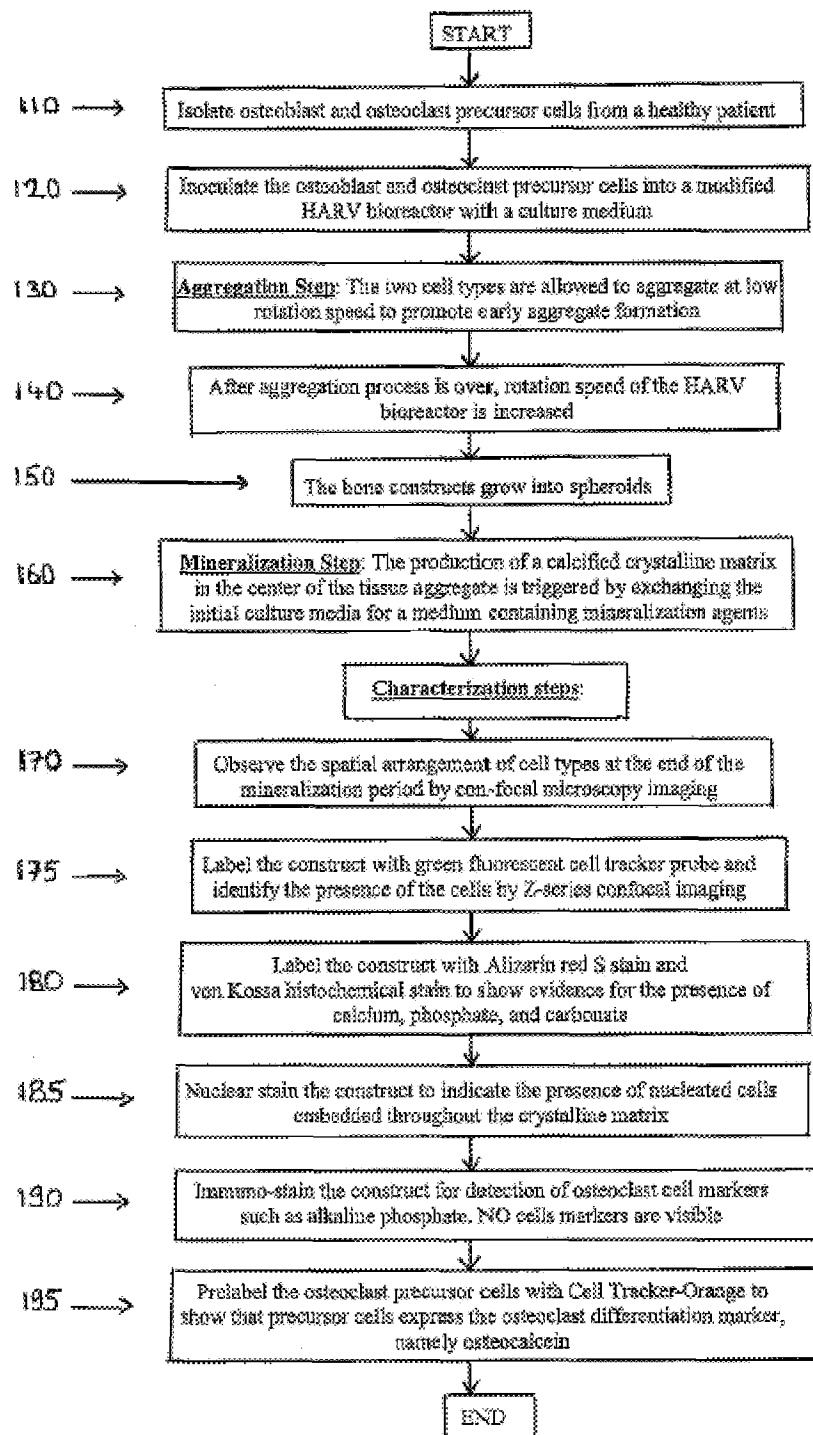 START
110
Isolate osteoblast and osteoclast precursor cells from a healthy patient
120
Inoculate the osteoblast and osteoclast precursor cells into a modified
HARV bioreactor with a culture medium
130
Aggregation Step: The two cell types are allowed to aggregate at low
rotation speed to promote early aggregate formation
140
After aggregation process is over, rotation speed of the HARV
bioreactor is increased
150
The bone constructs grow into spheroids
160
Mineralization Step: The production of a calcified crystalline matrix
in the center of the tissue aggregate is triggered by exchanging the
initial culture media for a medium containing mineralization agents
Characterization steps:
170
Observe the spatial arrangement of cell types at the end of the
mineralization period by con-focal microscopy imaging
175
Label the construct with green fluorescent cell tracker probe and
identify the presence of the cells by Z-series confocal imaging
180
Label the construct with Alizarin red S stain and
von Kossa histochemical stain to show evidence for the presence of
calcium, phosphate, and carbonate
185
Nuclear stain the construct to indicate the presence of nucleated cells
embedded throughout the crystalline matrix
190
Immuno-stain the construct for detection of osteoclast cell markers
such as alkaline phosphate. NO cells markers are visible
195
Prelabel the osteoclast precursor cells with Cell Tracker-Orange to
show that precursor cells express the osteoclast differentiation marker,
namely osteocalcein
END